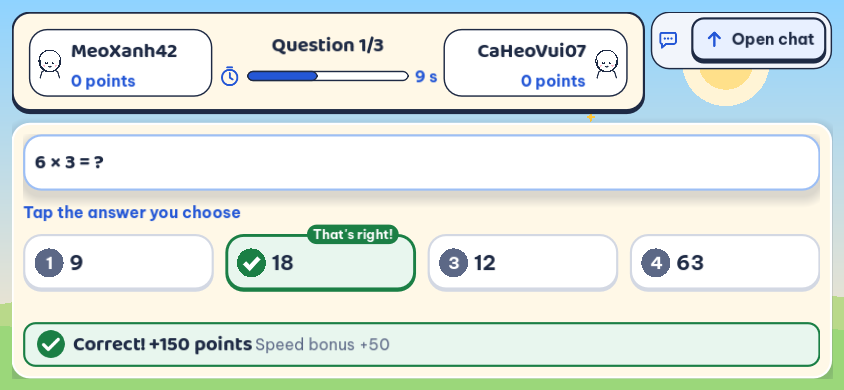 MeoXanh42
0 points
Question 1/3
9 s
CaHeoVui07
0 points
Open chat
6 × 3 = ?
Tap the answer you choose
1 9
That's right!
18
3 12
4 63
Correct! +150 points Speed bonus +50